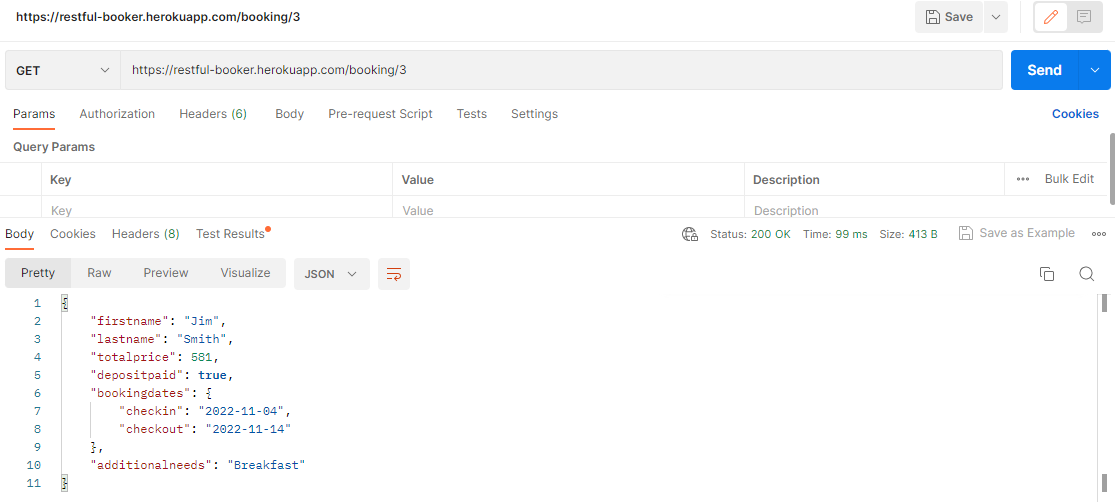 https://restful-booker.herokuapp.com/booking/3 Save
GET https://restful-booker.herokuapp.com/booking/3 Send
Params Authorization Headers (6) Body Pre-request Script Tests Settings Cookies
Query Params
Key Value Description ••• Bulk Edit
Key Value Description
Body Cookies Headers (8) Test Results Status: 200 OK Time: 99 ms Size: 413 B Save as Example
Pretty Raw Preview Visualize JSON
1 {
2 "firstname": "Jim",
3 "lastname": "Smith",
4 "totalprice": 581,
5 "depositpaid": true,
6 "bookingdates": {
7 "checkin": "2022-11-04",
8 "checkout": "2022-11-14"
9 },
10 "additionalneeds": "Breakfast"
11 }